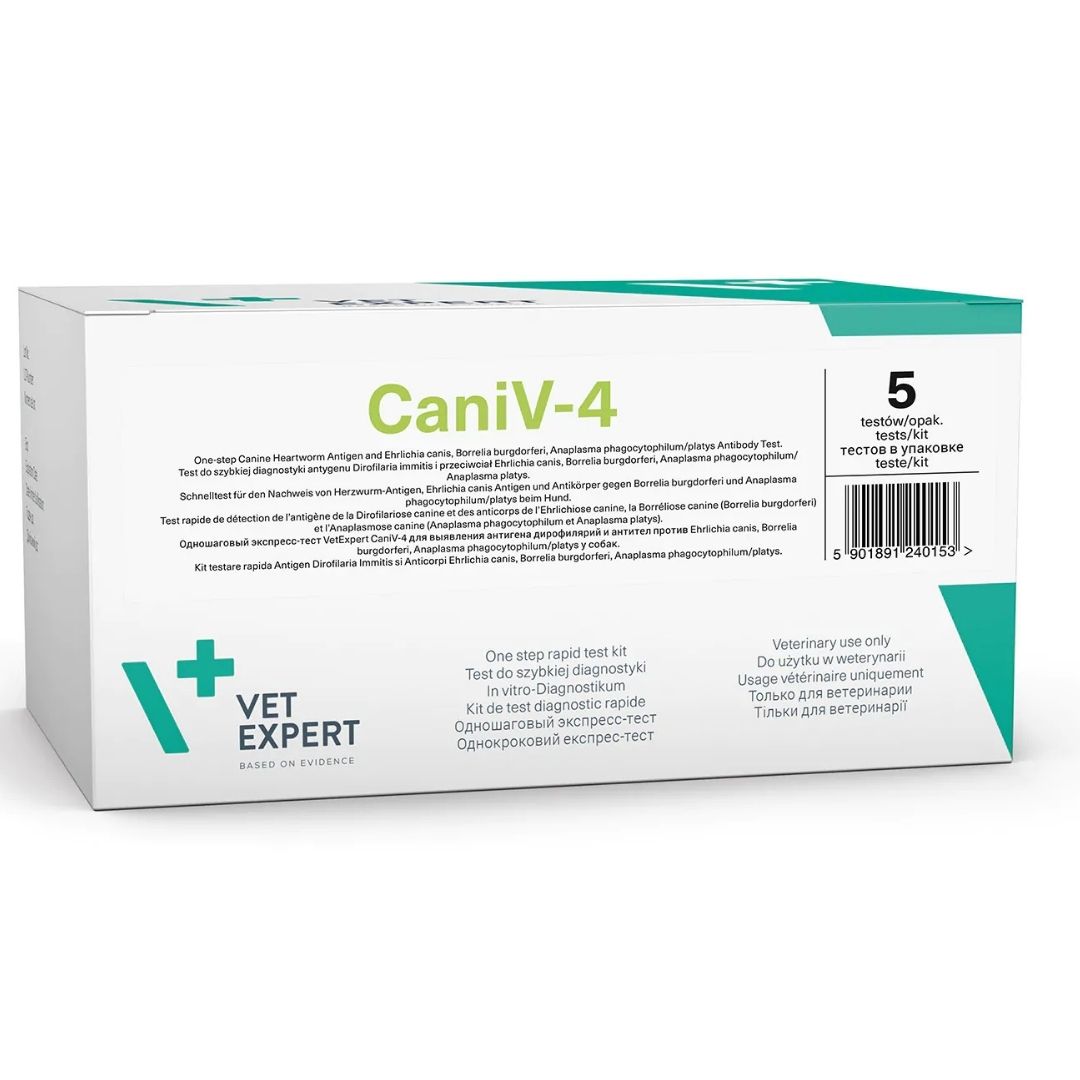 VET
EXPERT
CaniV-4
One-step Canine Heartworm Antigen and Ehrlichia canis, Borrelia burgdorferi, Anaplasma phagocytophilum/platys Antibody Test.
Test do szybkiej diagnostyki antygenu Dirofilaria immitis i przeciwciał Ehrlichia canis, Borrelia burgdorferi, Anaplasma phagocytophilum/
Anaplasma platys.
Schnelltest für den Nachweis von Herzwurm-Antigen, Ehrlichia canis Antigen und Antikörper gegen Borrelia burgdorferi und Anaplasma
phagocytophilum/platys beim Hund.
Test rapide de détection de l'antigène de la Dirofilariose canine et des anticorps de l'Ehrlichiose canine, la Borréliose canine (Borrelia burgdorferi)
et l'Anaplasmose canine (Anaplasma phagocytophilum et Anaplasma platys).
Одношаговый экспресс-тест VetExpert CaniV-4 для выявления антигена дирофилярий и антител против Ehrlichia canis, Borrelia
burgdorferi, Anaplasma phagocytophilum/platys у собак.
Kit testare rapida Antigen Dirofilaria Immitis si Anticorpi Ehrlichia canis, Borrelia burgdorferi, Anaplasma phagocytophilum/platys.
5
testów/opak.
tests/kit
тестов в упаковке
teste/kit
5 901891 240153 >
VET
EXPERT
BASED ON EVIDENCE
One step rapid test kit
Test do szybkiej diagnostyki
In vitro-Diagnostikum
Kit de test diagnostic rapide
Одношаговый экспресс-тест
Однокроковий експрес-тест
Veterinary use only
Do użytku w weterynarii
Usage vétérinaire uniquement
Только для ветеринарии
Тільки для ветеринарії